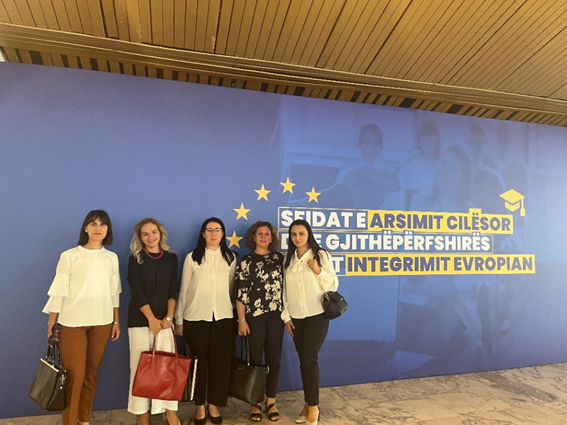 SFIDAT E ARSIMIT CILËSOR
GJITHËPËRFSHIRËS
INTEGRIMIT EVROPIAN